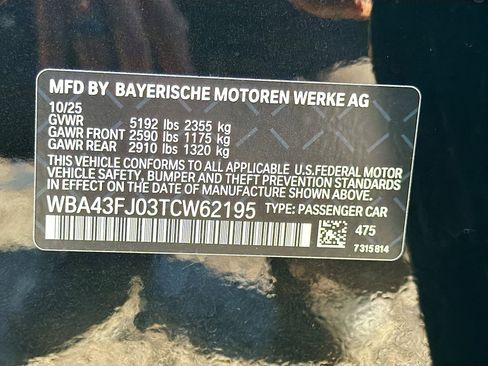 MFD BY BAYERISCHE MOTOREN WERKE AG
10/25
GVWR 5192 lbs 2355 kg
GAWR FRONT 2590 lbs 1175 kg
GAWR REAR 2910 lbs 1320 kg
THIS VEHICLE CONFORMS TO ALL APPLICABLE U.S.FEDERAL MOTOR
VEHICLE SAFETY, BUMPER, AND THEFT PREVENTION STANDARDS
IN EFFECT ON THE DATE OF MANUFACTURE SHOWN ABOVE.
WBA43FJ03TCW62195 TYPE: PASSENGER CAR
475
7315814